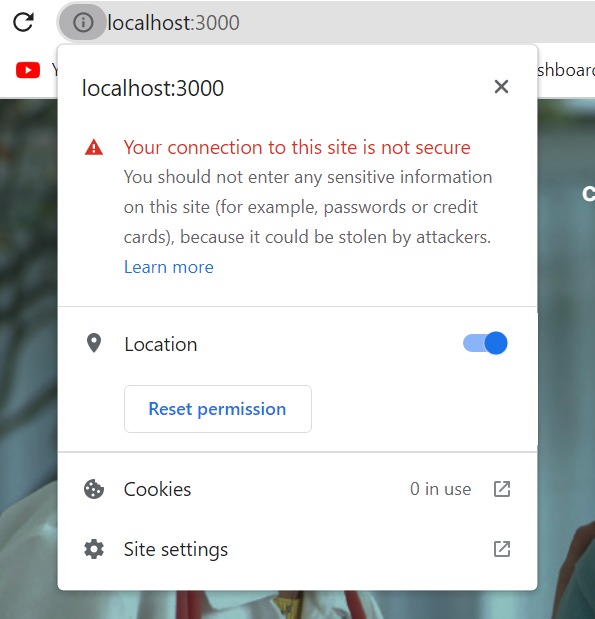 localhost:3000
shboard
localhost:3000
Your connection to this site is not secure
You should not enter any sensitive information
on this site (for example, passwords or credit
cards), because it could be stolen by attackers.
Learn more
Location
Reset permission
Cookies 0 in use
Site settings